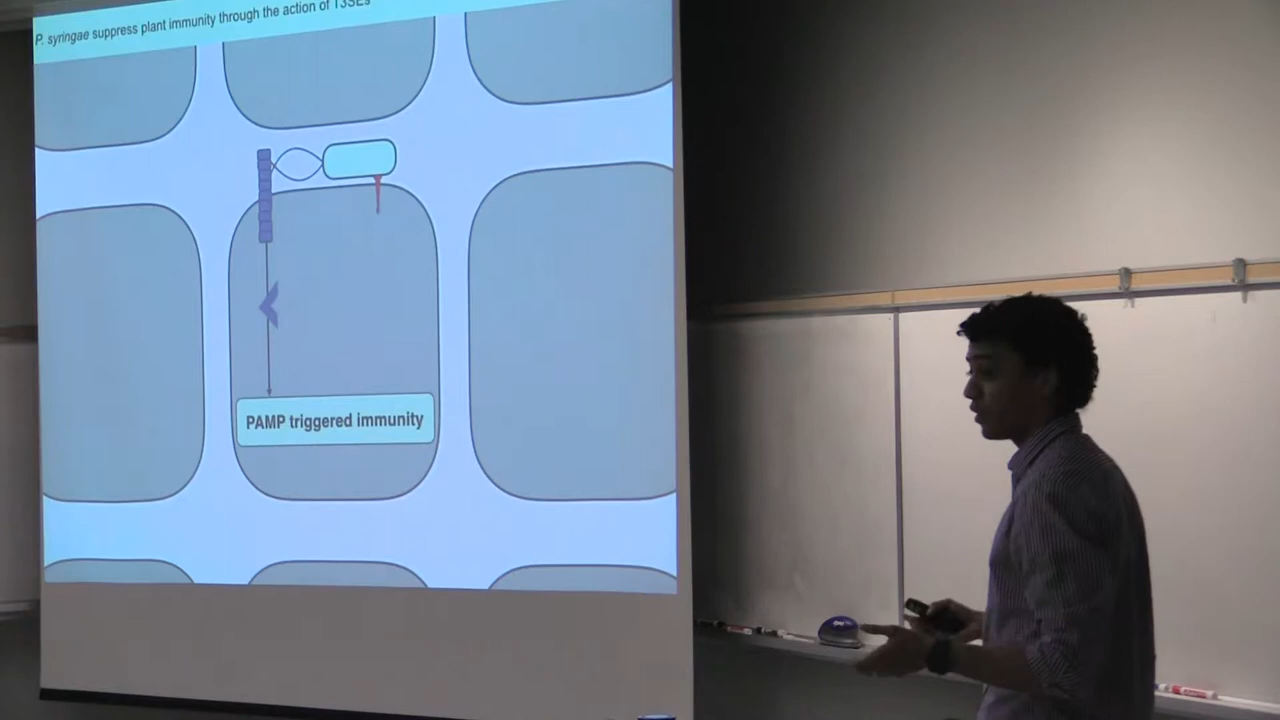 P. syringae suppress plant immunity through the action of T3SEs
PAMP triggered immunity